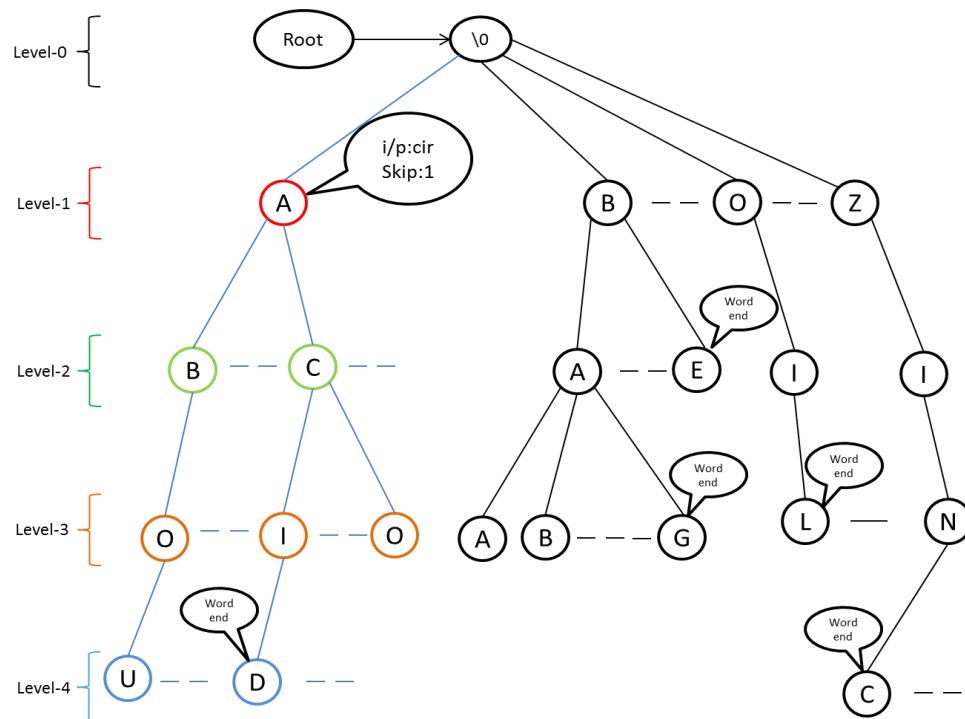 Root
\0
Level-0
i/p:cir
Skip:1
Level-1
A
B
O
Z
Word
end
Level-2
B
C
A
E
I
I
Word
end
Word
end
Level-3
O
I
O
A
B
G
L
N
Word
end
Word
end
Level-4
U
D
C